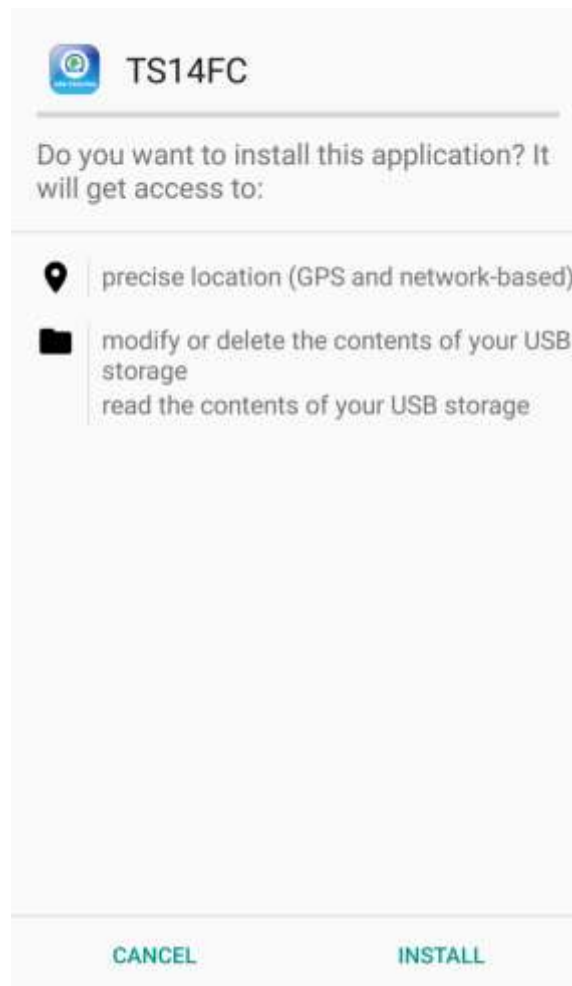 TS14FC
Do you want to install this application? It
will get access to:
precise location (GPS and network-based)
modify or delete the contents of your USB
storage
read the contents of your USB storage
CANCEL
INSTALL